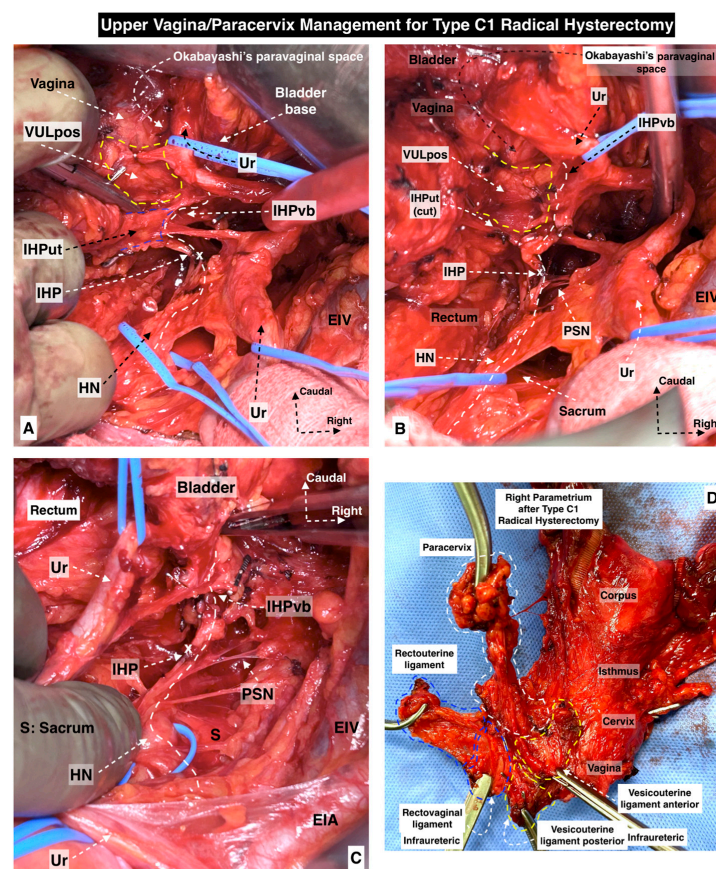 Upper Vagina/Paracervix Management for Type C1 Radical Hysterectomy
Okabayashi's paravaginal space
Vagina
Bladder
base
VULpos
Ur
IHPvb
IHPut
IHP
x
EIV
HN
Ur
Caudal
Right
A
Bladder
Okabayashi's paravaginal
space
Ur
Vagina
IHPvb
VULpos
IHPut
(cut)
IHP
x
EIV
Rectum
PSN
HN
Ur
Sacrum
Caudal
Right
B
Rectum
Bladder
Caudal
Right
Ur
IHPvb
x
IHP
PSN
S: Sacrum
S
EIV
HN
EIA
Ur
C
D
Right Parametrium
after Type C1
Radical Hysterectomy
Paracervix
Corpus
Rectouterine
ligament
Isthmus
Cervix
Vagina
Vesicouterine
ligament anterior
Rectovaginal
ligament
Infraureteric
Vesicouterine
ligament posterior
Infraureteric